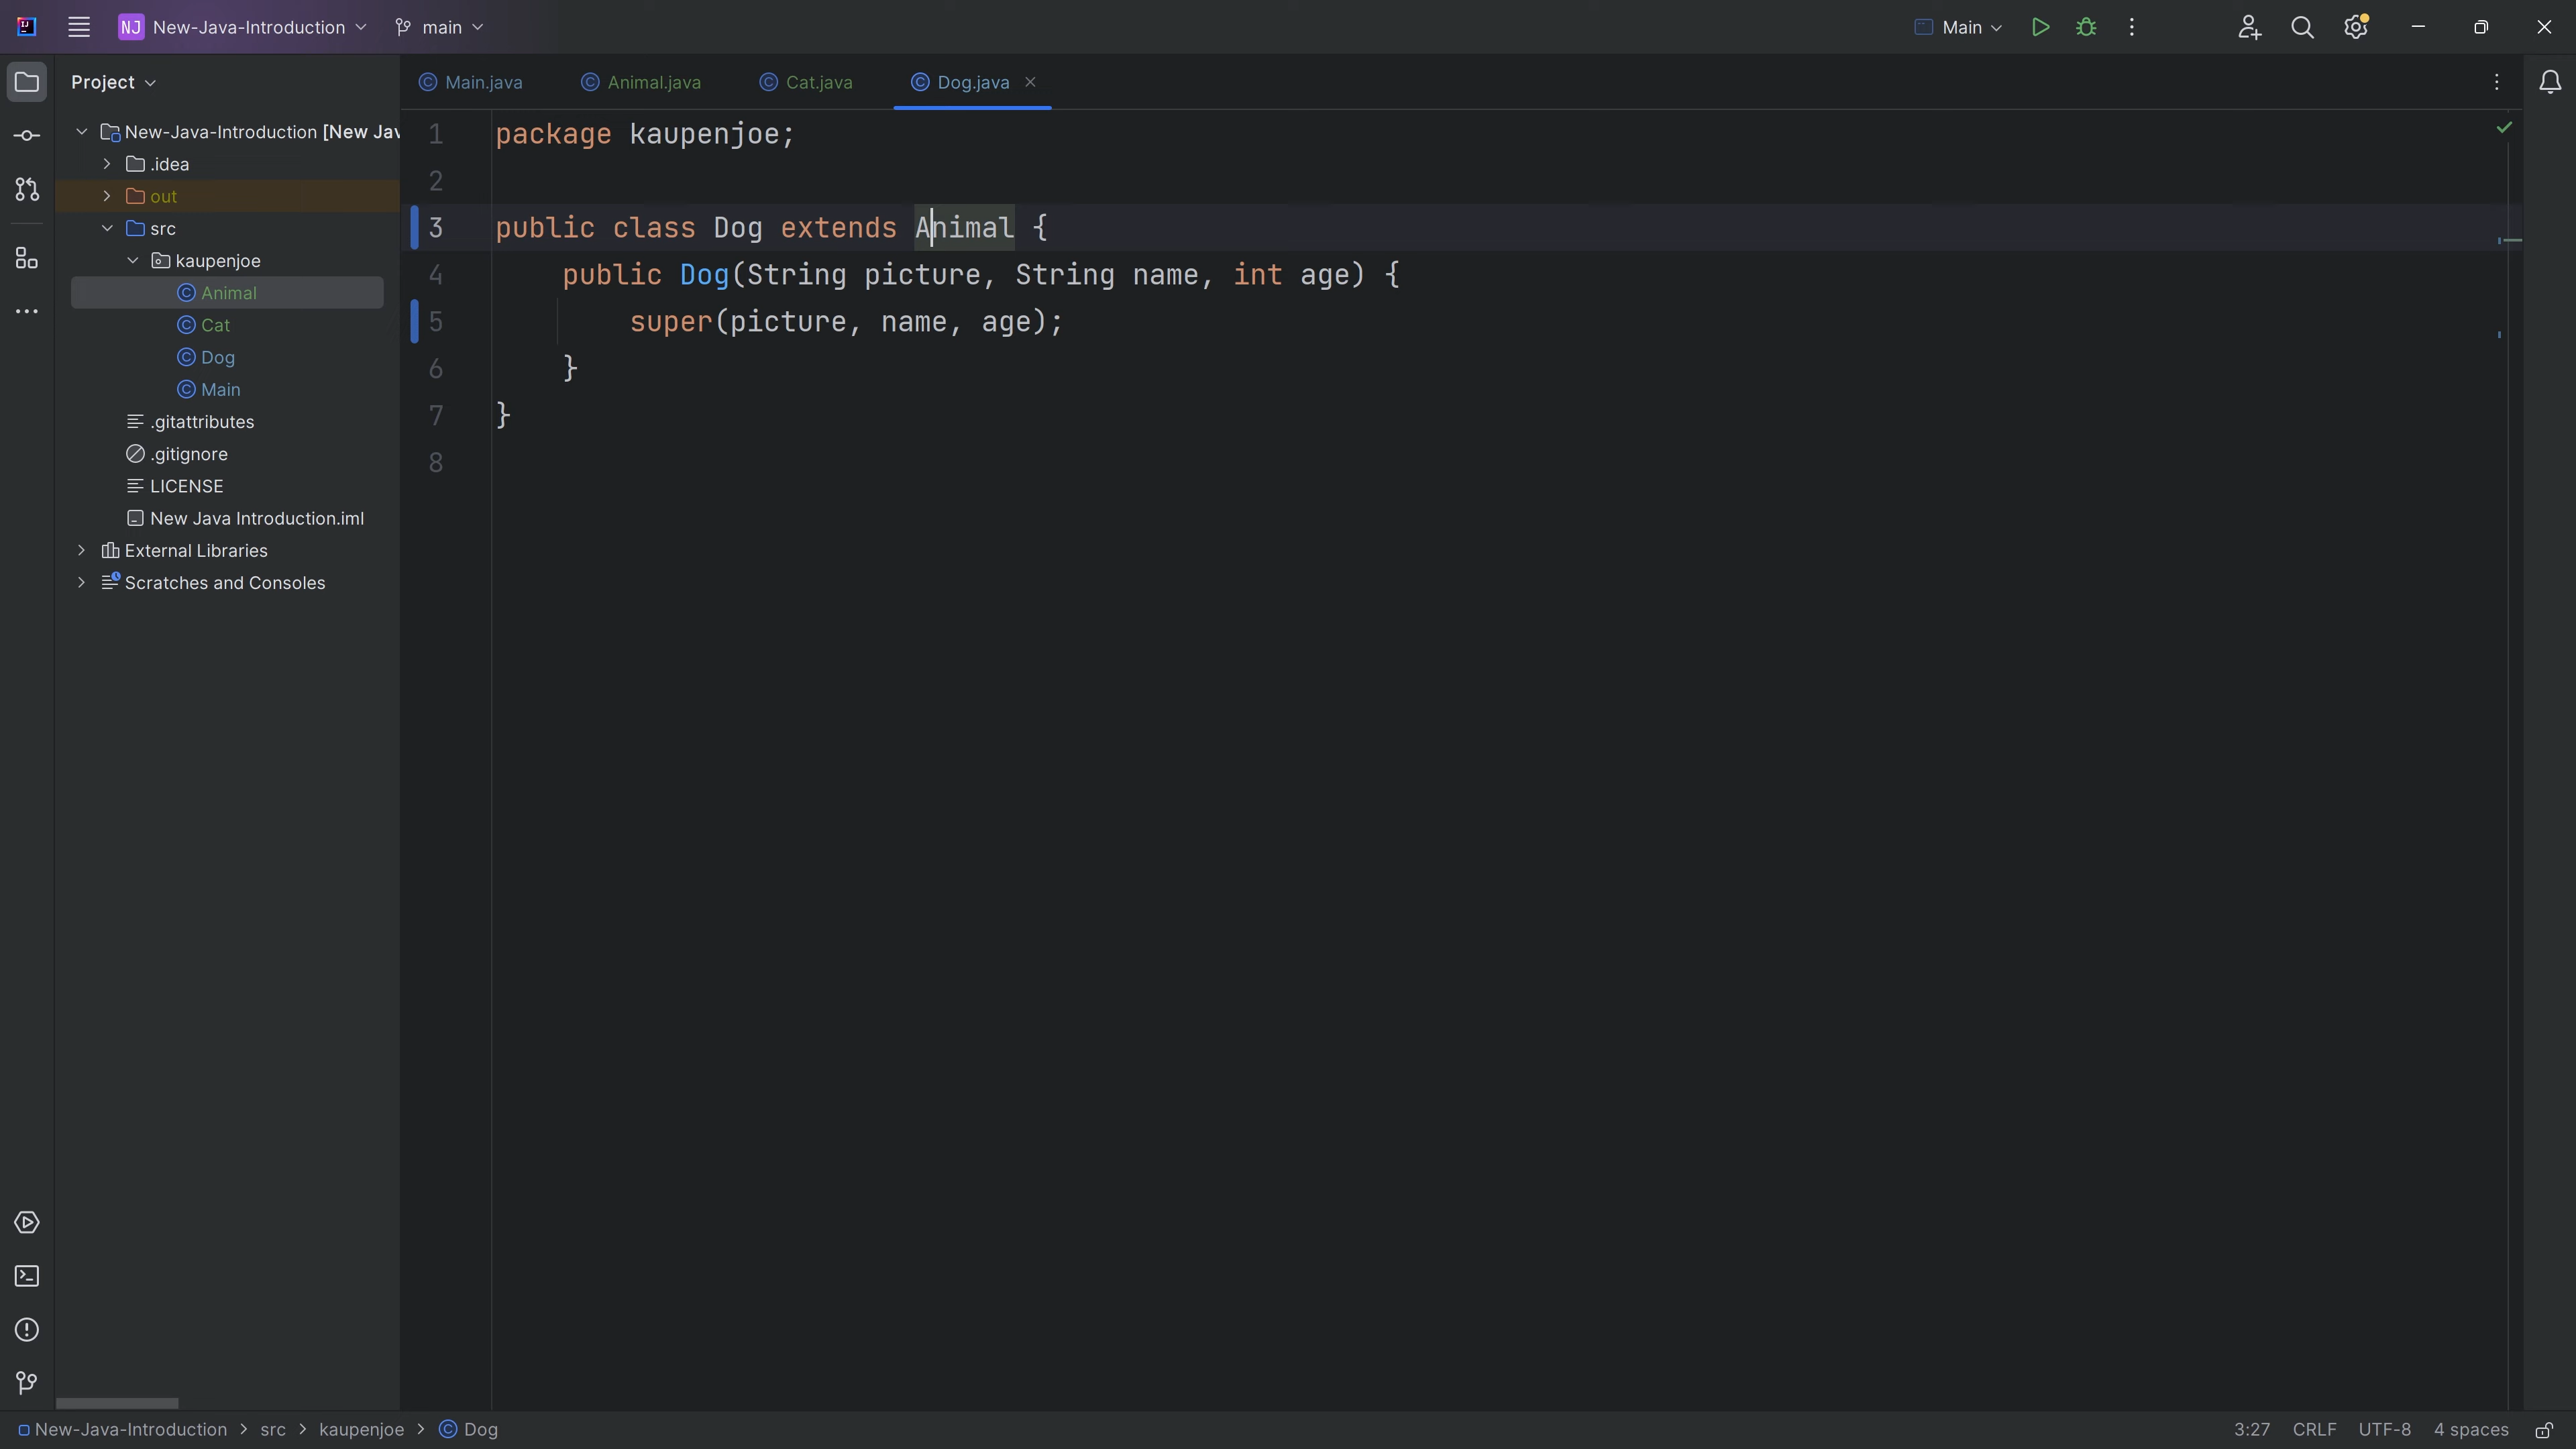 NJ New-Java-Introduction main Main
Project
Main.java Animal.java Cat.java Dog.java
New-Java-Introduction [New Jav
.idea
out
src
kaupenjoe
Animal
Cat
Dog
Main
.gitattributes
.gitignore
LICENSE
New Java Introduction.iml
External Libraries
Scratches and Consoles
1 package kaupenjoe;
2
3 public class Dog extends Animal {
4 public Dog(String picture, String name, int age) {
5 super(picture, name, age);
6 }
7 }
8
New-Java-Introduction > src > kaupenjoe > Dog 3:27 CRLF UTF-8 4 spaces